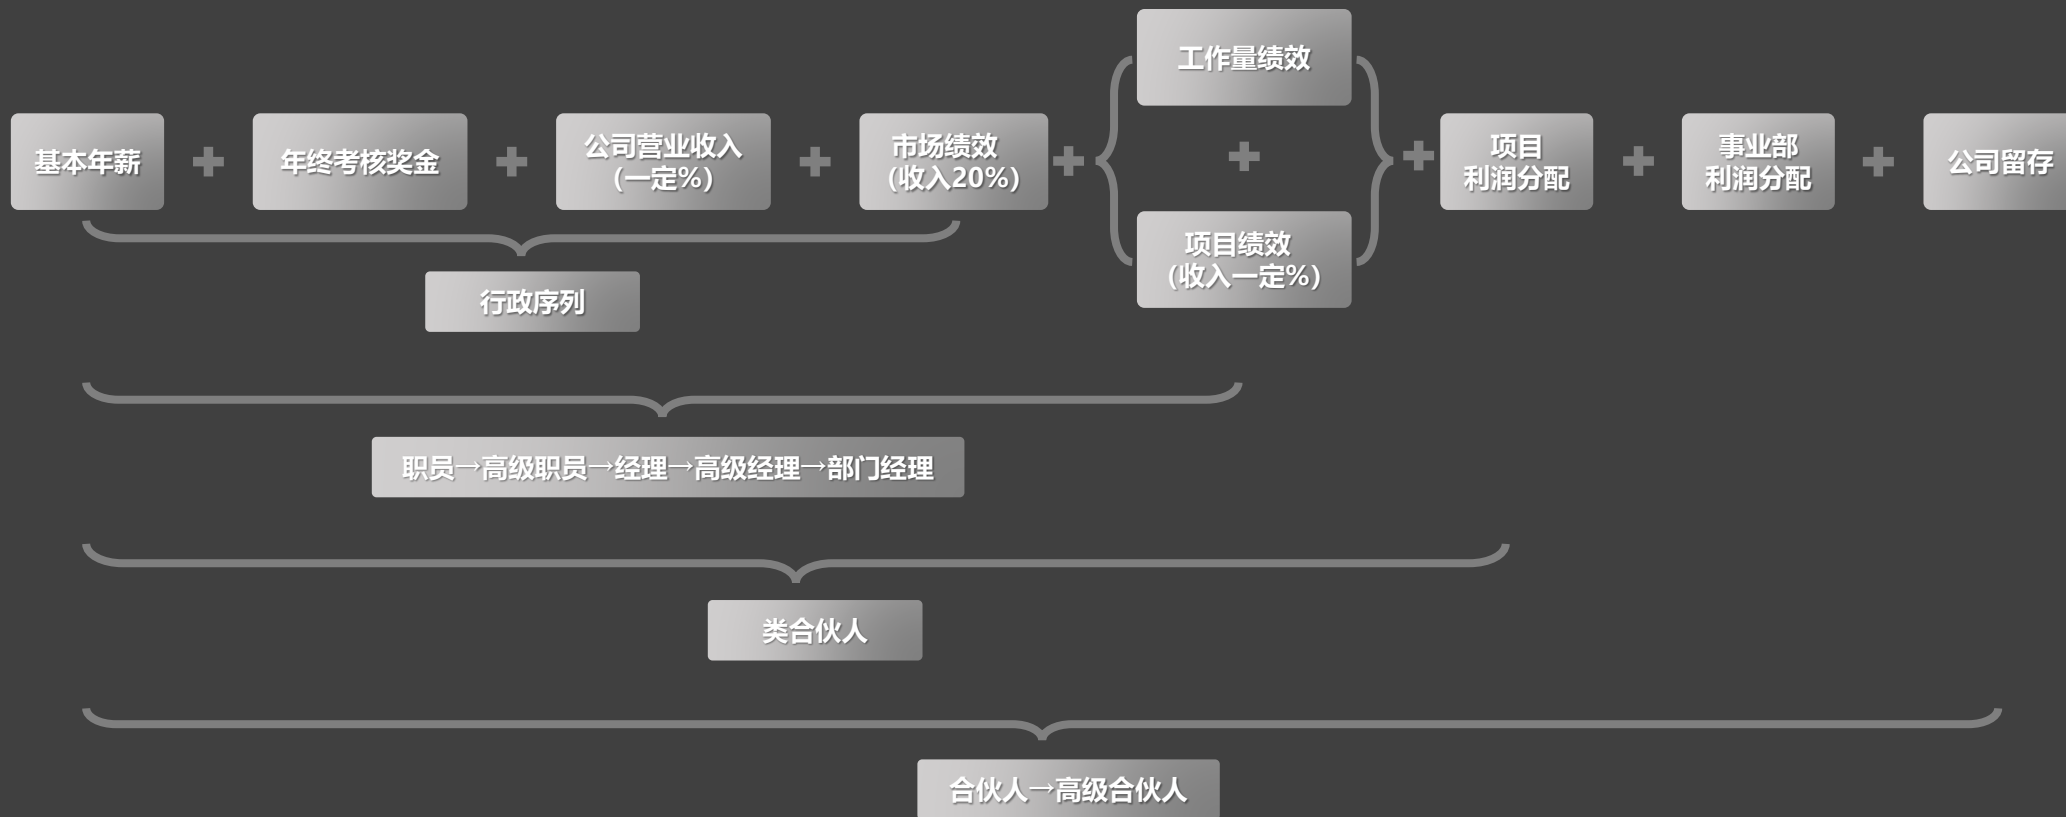 工作量绩效
基本年薪
年终考核奖金
公司营业收入
（一定%）
市场绩效
（收入20%）
项目
利润分配
事业部
利润分配
公司留存
项目绩效
（收入一定%）
行政序列
职员→高级职员→经理→高级经理→部门经理
类合伙人
合伙人→高级合伙人